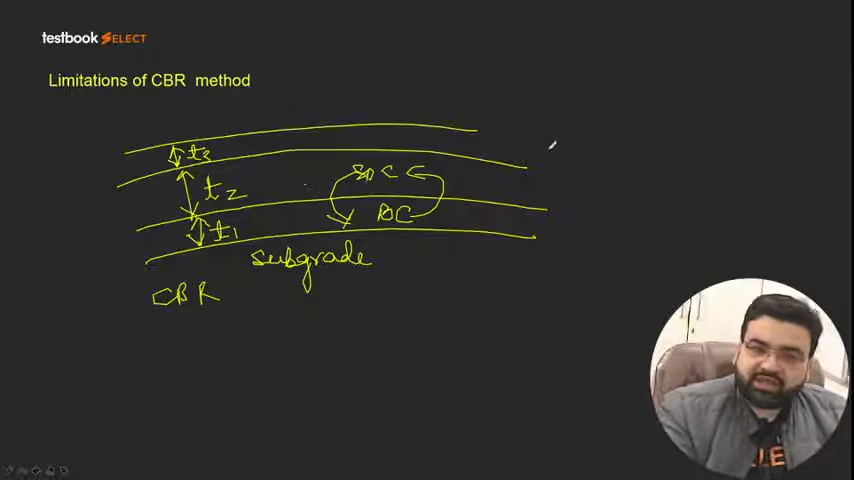 testbook SELECT
Limitations of CBR method
t3
t2
SDC
BC
t1
subgrade
CBR